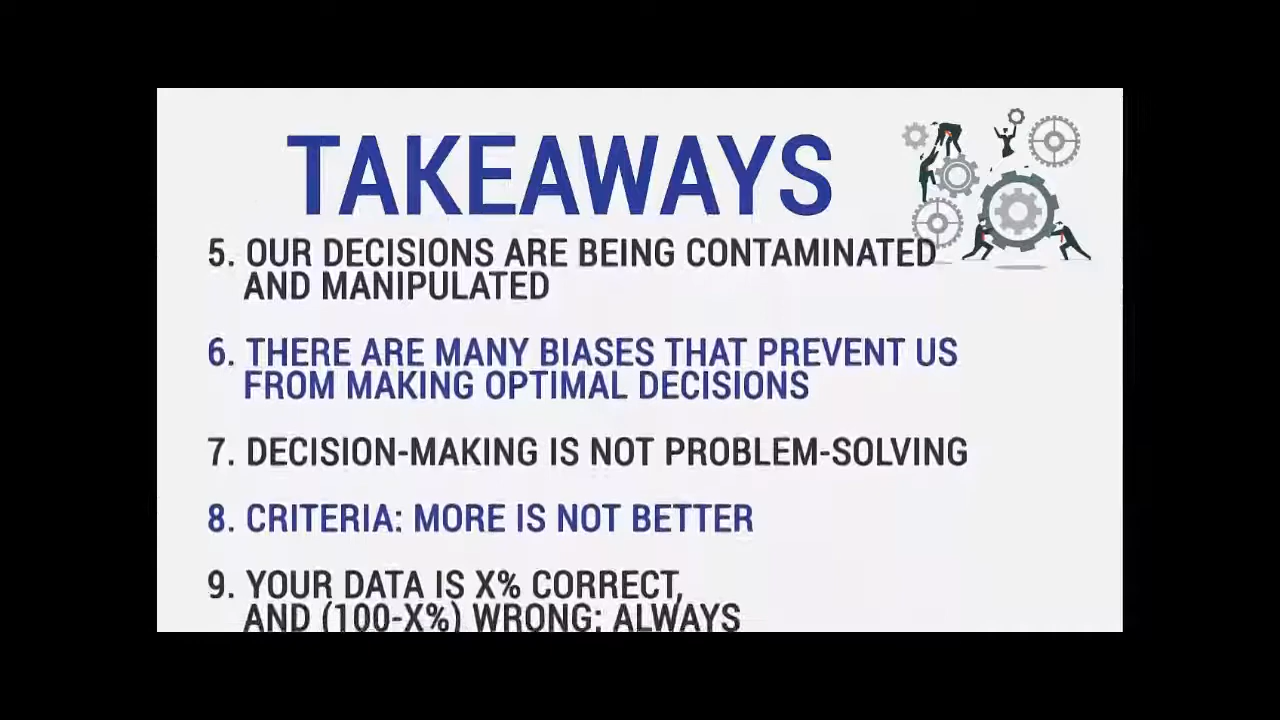 TAKEAWAYS
5. OUR DECISIONS ARE BEING CONTAMINATED
AND MANIPULATED
6. THERE ARE MANY BIASES THAT PREVENT US
FROM MAKING OPTIMAL DECISIONS
7. DECISION-MAKING IS NOT PROBLEM-SOLVING
8. CRITERIA: MORE IS NOT BETTER
9. YOUR DATA IS X% CORRECT,
AND (100-X%) WRONG; ALWAYS